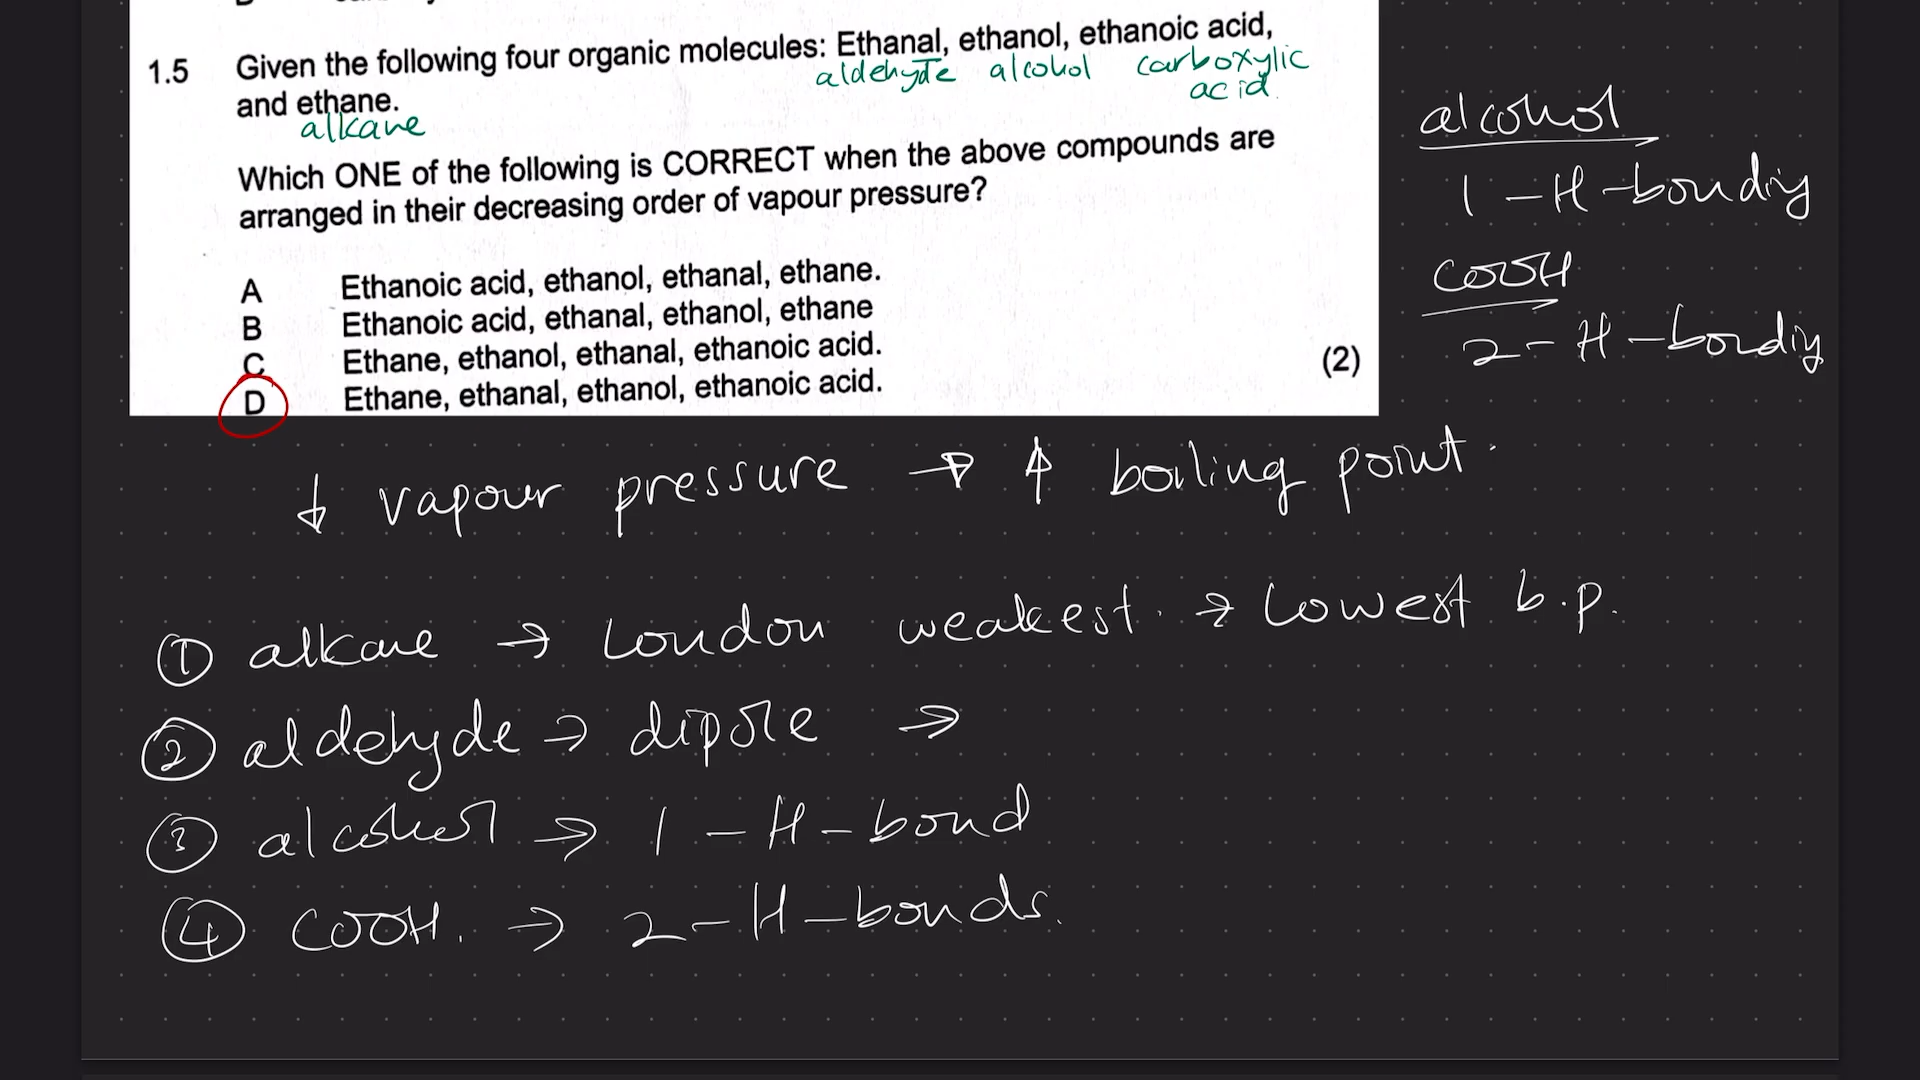 1.5 Given the following four organic molecules: Ethanal, ethanol, ethanoic acid,
aldehyde alcohol carboxylic
acid.
and ethane.
alkane
Which ONE of the following is CORRECT when the above compounds are
arranged in their decreasing order of vapour pressure?
A Ethanoic acid, ethanol, ethanal, ethane.
B Ethanoic acid, ethanal, ethanol, ethane
C Ethane, ethanol, ethanal, ethanoic acid.
D Ethane, ethanal, ethanol, ethanoic acid.
(2)
alcohol
1 - H - bonding
COOH
2 - H - bonding
↓ vapour pressure → ↑ boiling point.
① alkane → London weakest. → lowest b.p.
② aldehyde → dipole →
③ alcohol → 1 - H - bond
④ COOH. → 2 - H - bonds.